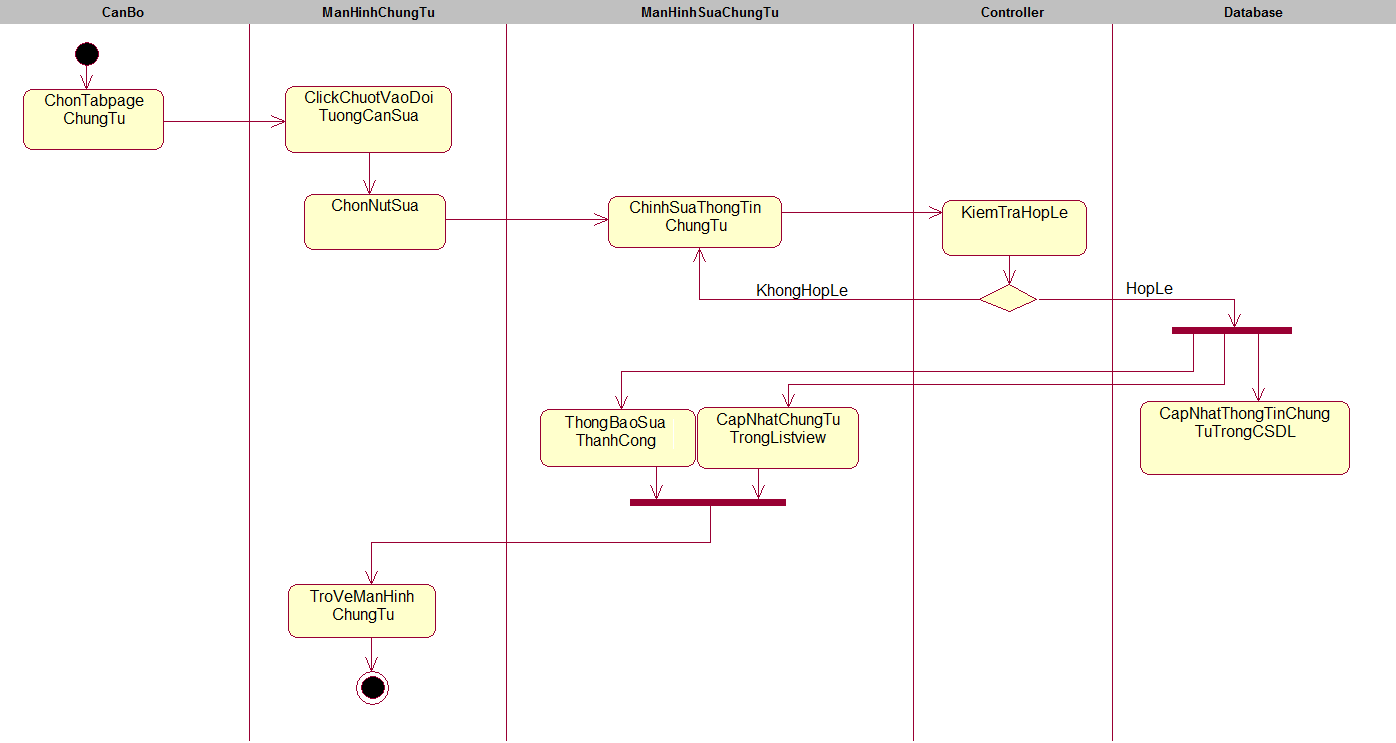 CanBo
ManHinhChungTu
ManHinhSuaChungTu
Controller
Database
ChonTabpage
ChungTu
ClickChuotVaoDoi
TuongCanSua
ChonNutSua
ChinhSuaThongTin
ChungTu
KiemTraHopLe
KhongHopLe
HopLe
ThongBaoSua
ThanhCong
CapNhatChungTu
TrongListview
CapNhatThongTinChung
TuTrongCSDL
TroVeManHinh
ChungTu